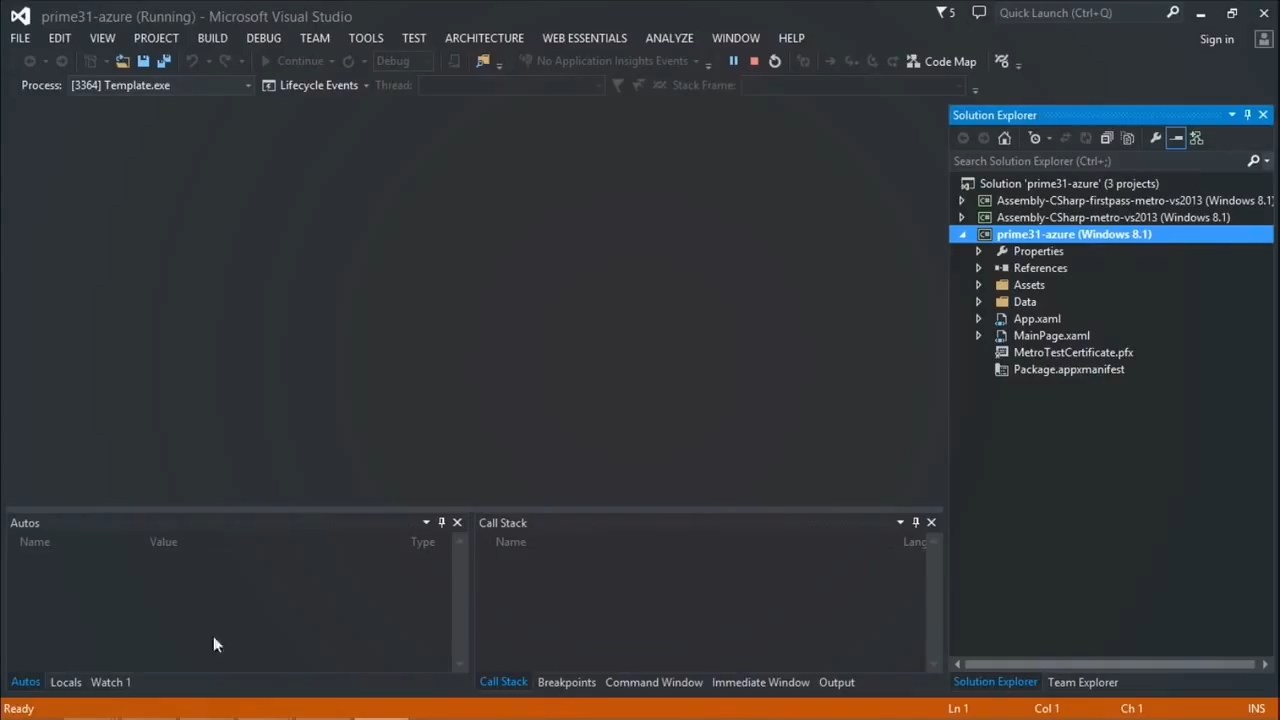 prime31-azure (Running) - Microsoft Visual Studio
5
Quick Launch (Ctrl+Q)
FILE EDIT VIEW PROJECT BUILD DEBUG TEAM TOOLS TEST ARCHITECTURE WEB ESSENTIALS ANALYZE WINDOW HELP
Sign in
Continue Debug No Application Insights Events Code Map
Process: [3364] Template.exe Lifecycle Events Thread: Stack Frame:
Solution Explorer
Search Solution Explorer (Ctrl+;)
Solution 'prime31-azure' (3 projects)
Assembly-CSharp-firstpass-metro-vs2013 (Windows 8.1)
Assembly-CSharp-metro-vs2013 (Windows 8.1)
prime31-azure (Windows 8.1)
Properties
References
Assets
Data
App.xaml
MainPage.xaml
MetroTestCertificate.pfx
Package.appxmanifest
Autos
Name Value Type
Call Stack
Name Lang
Autos Locals Watch 1
Call Stack Breakpoints Command Window Immediate Window Output
Solution Explorer Team Explorer
Ready Ln 1 Col 1 Ch 1 INS